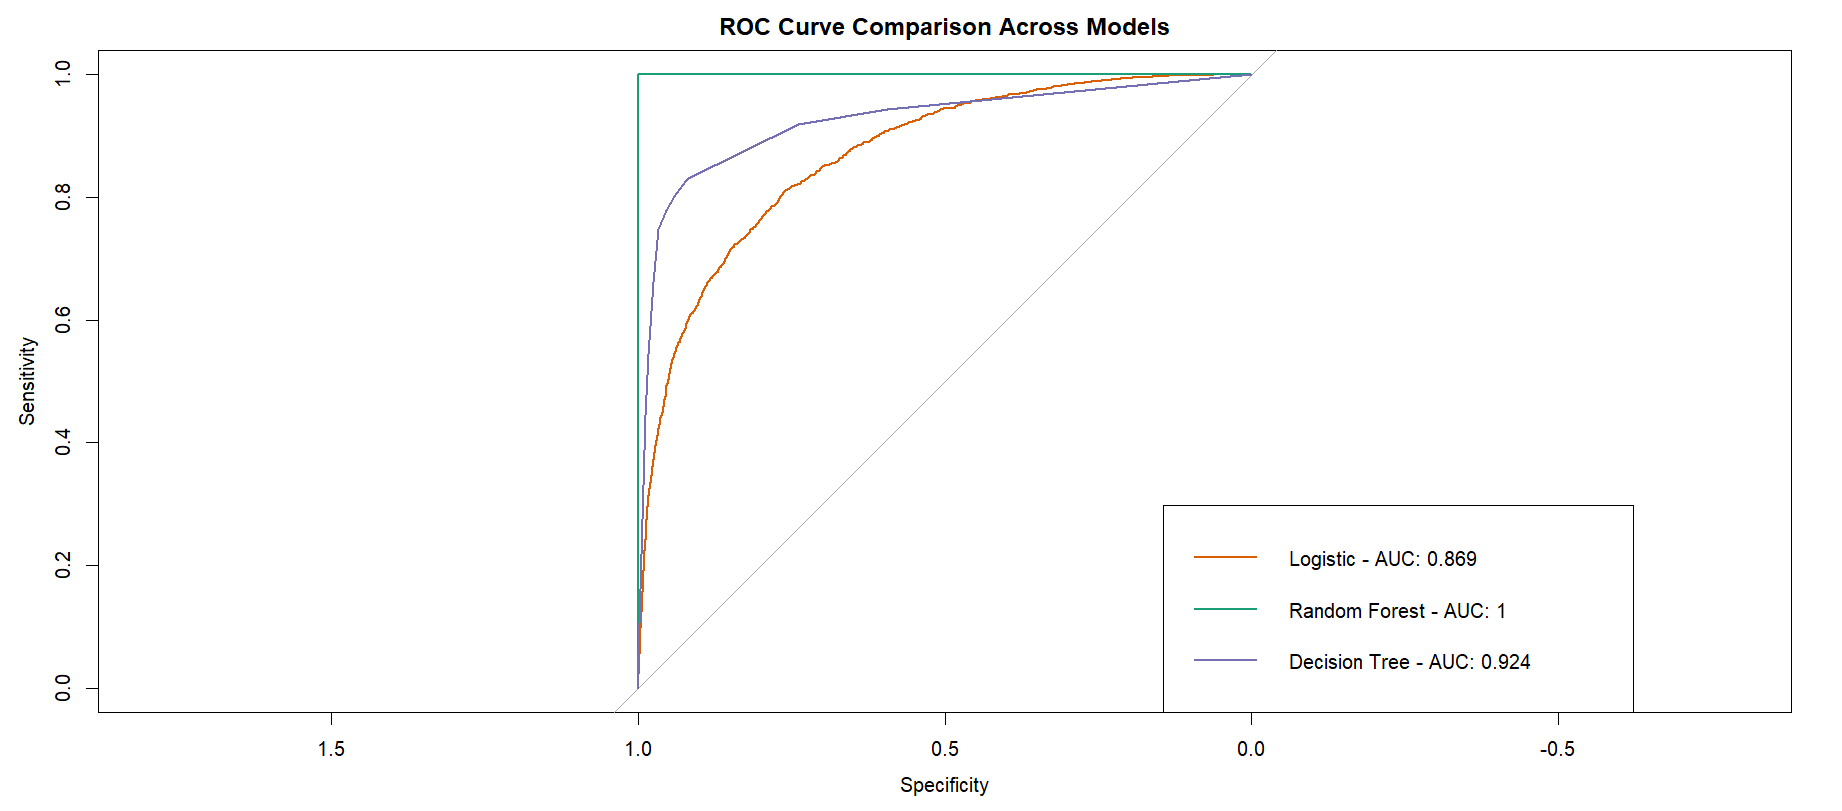 ROC Curve Comparison Across Models
Sensitivity
1.0
0.8
0.6
0.4
0.2
0.0
Logistic - AUC: 0.869
Random Forest - AUC: 1
Decision Tree - AUC: 0.924
1.5 1.0 0.5 0.0 -0.5
Specificity